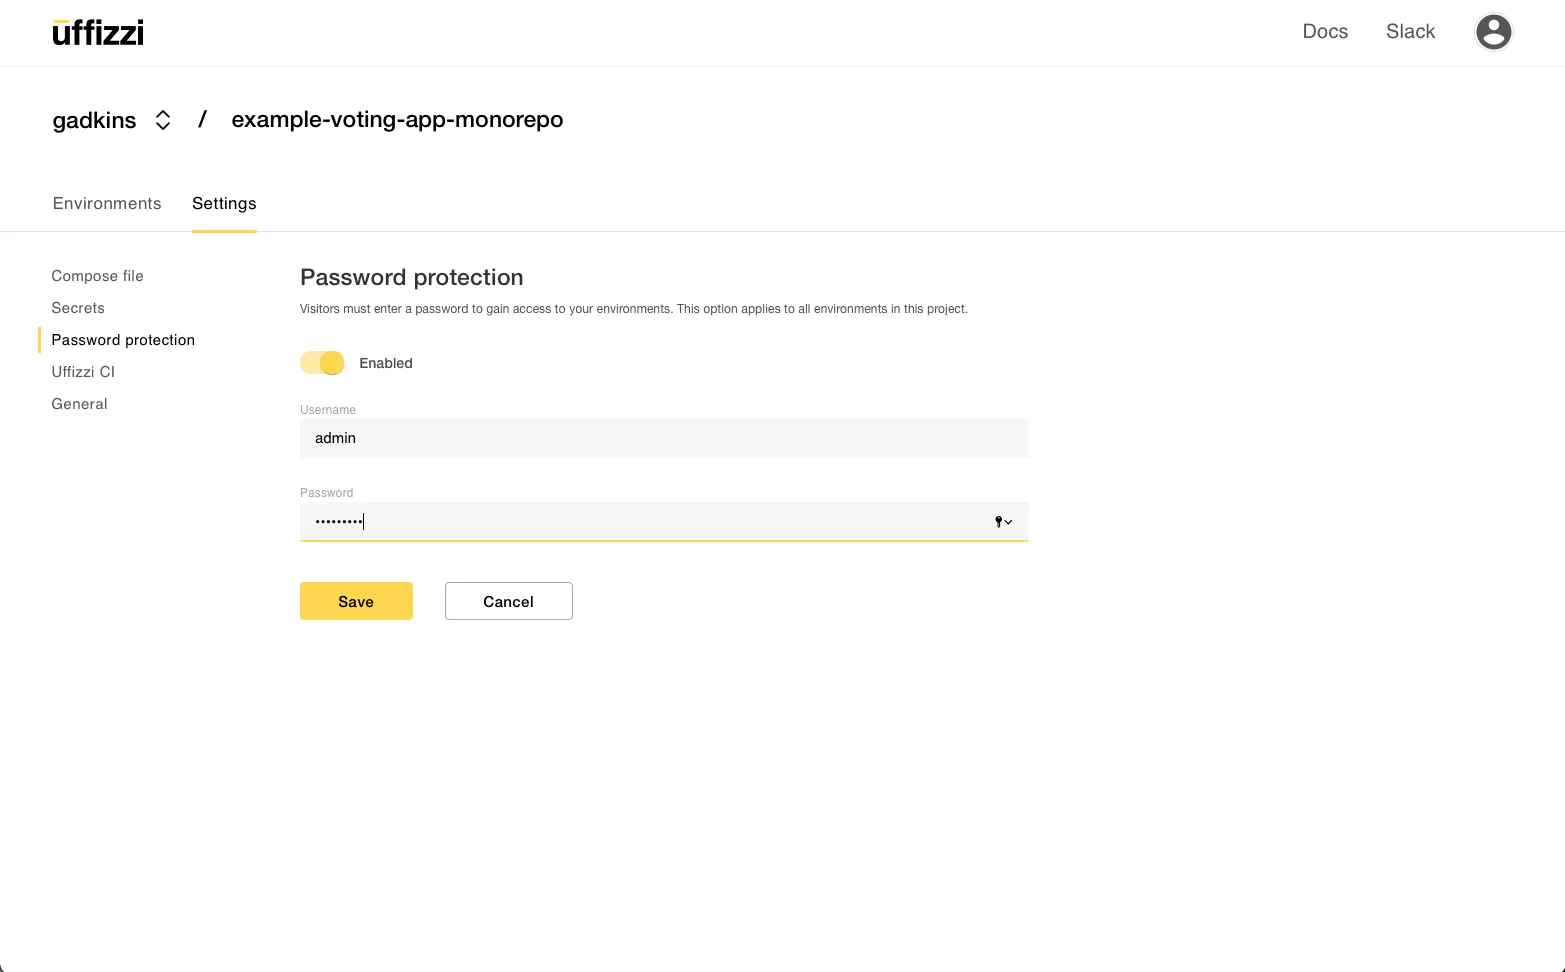 uffizzi
Docs
Slack
gadkins / example-voting-app-monorepo
Environments
Settings
Compose file
Secrets
Password protection
Uffizzi CI
General
Password protection
Visitors must enter a password to gain access to your environments. This option applies to all environments in this project.
Enabled
Username
admin
Password
•••••••••
Save
Cancel